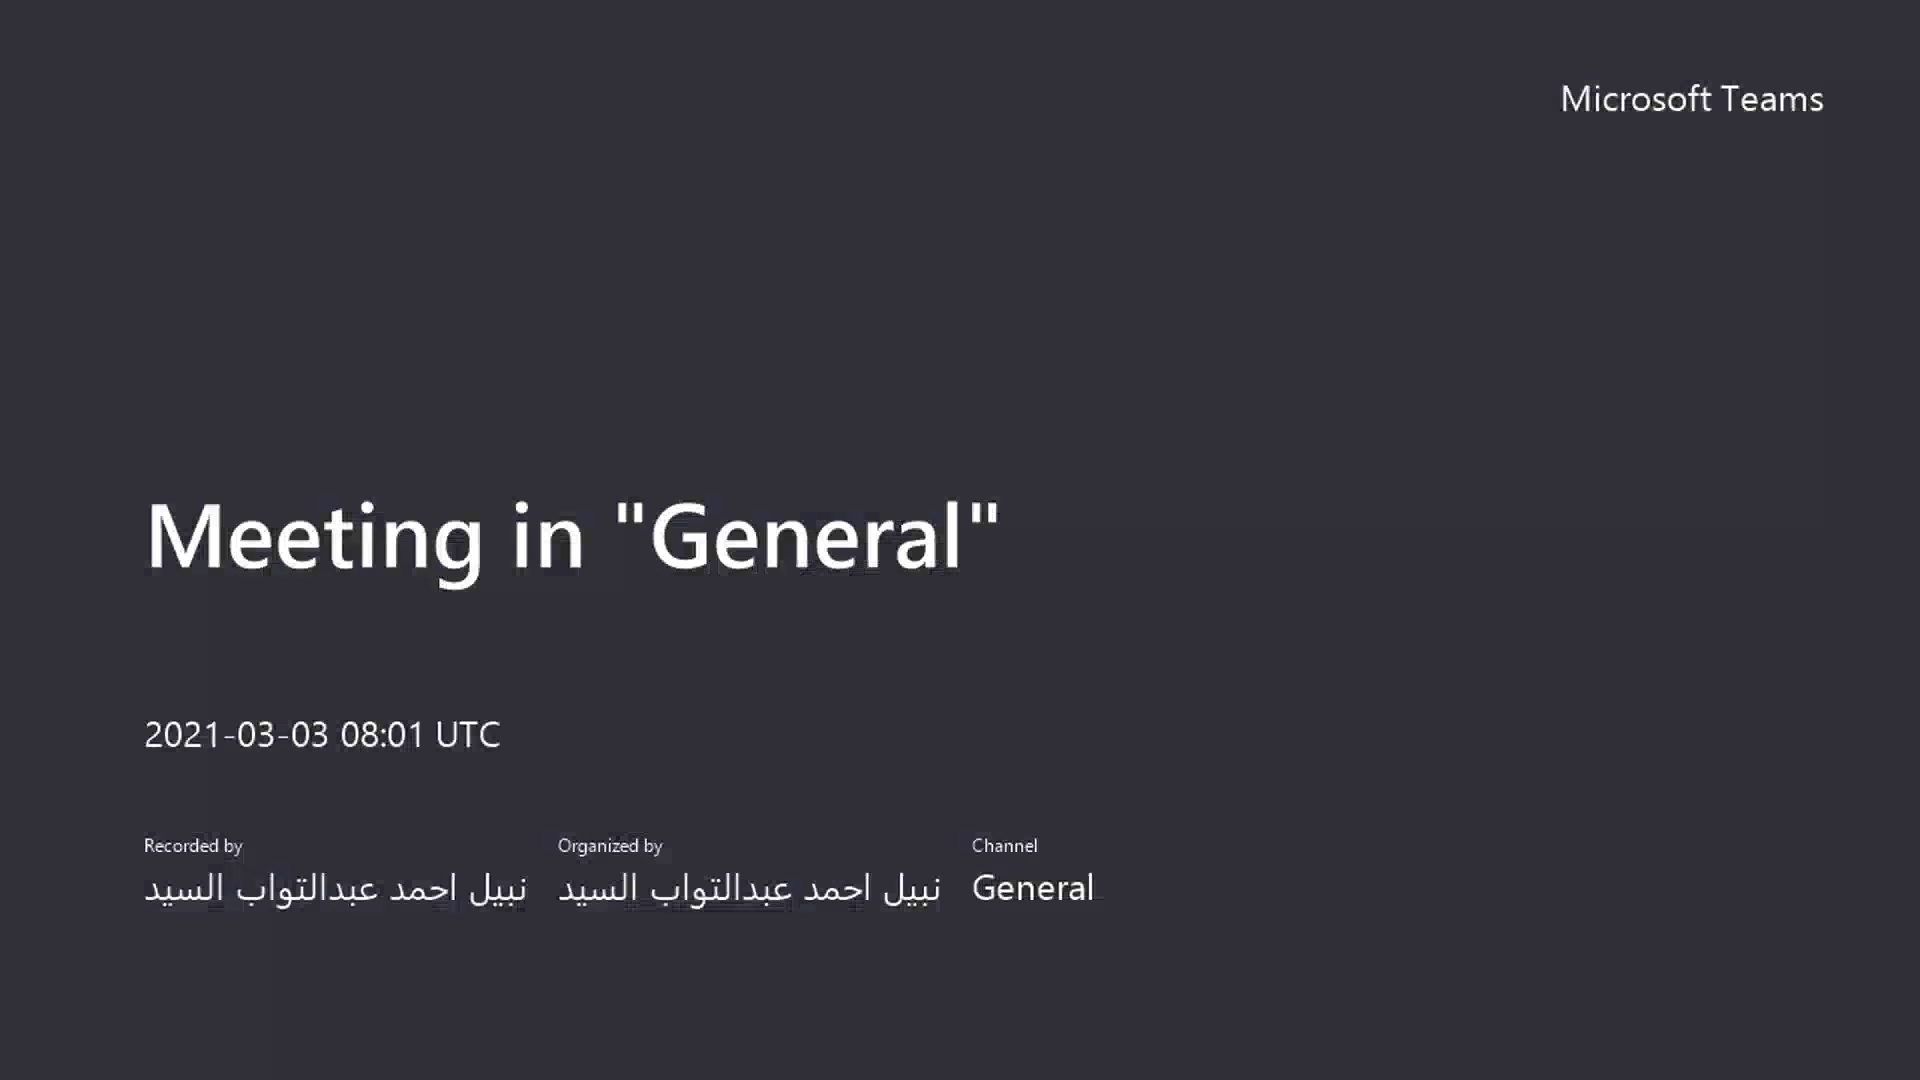 Microsoft Teams
Meeting in "General"
2021-03-03 08:01 UTC
Recorded by Organized by Channel
نبيل احمد عبدالتواب السيد نبيل احمد عبدالتواب السيد General